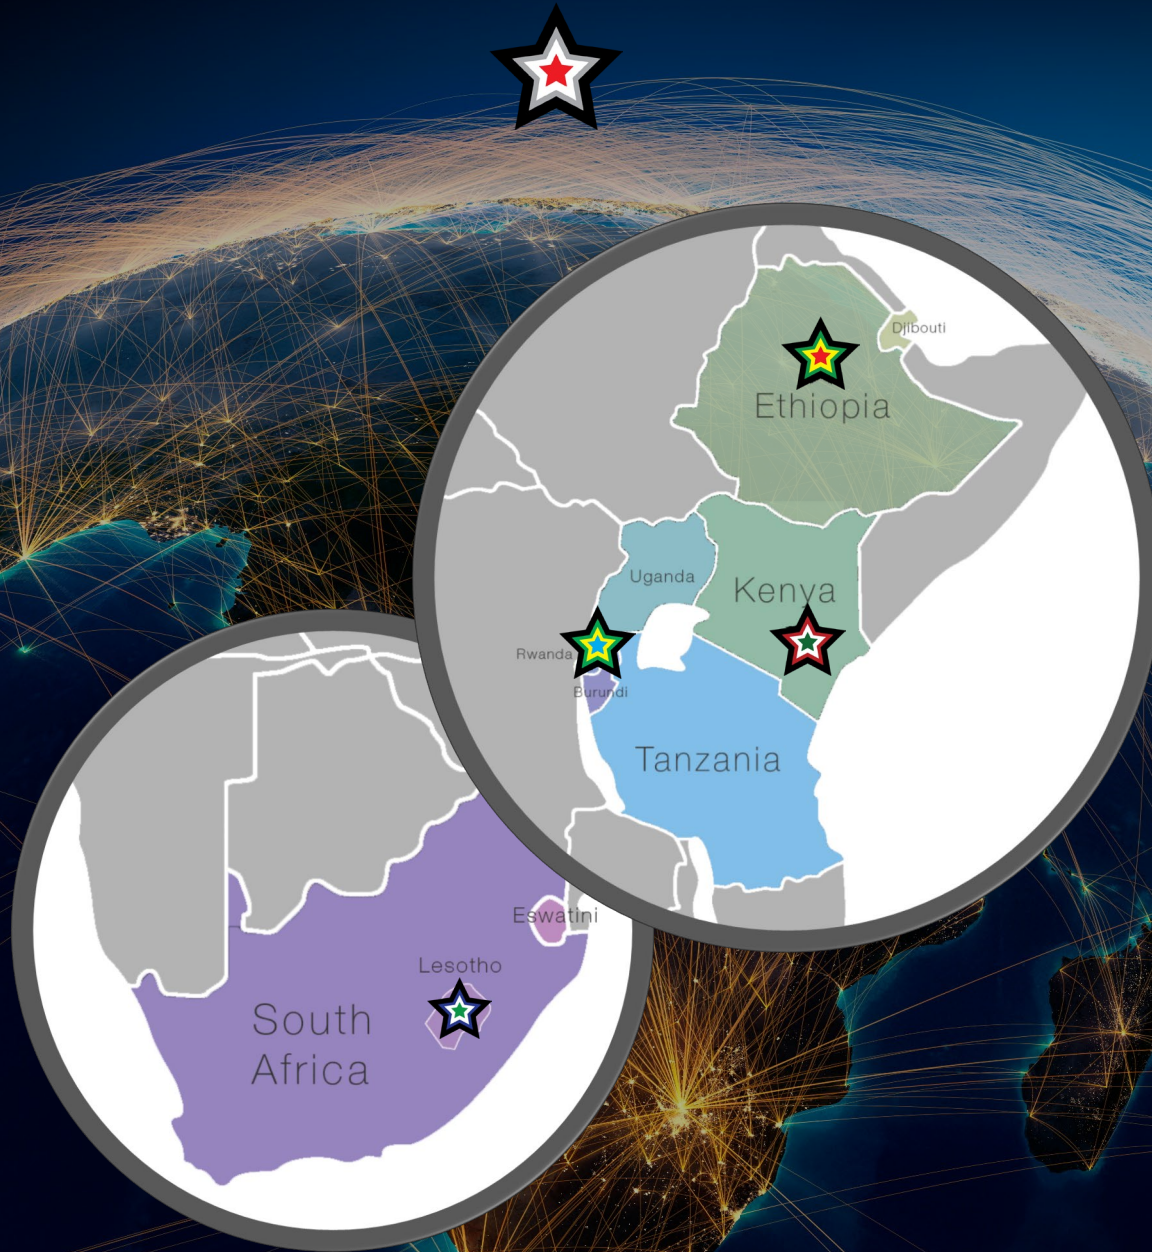 Djibouti
Ethiopia
Uganda
Kenya
Rwanda
Burundi
Tanzania
Eswatini
Lesotho
South
Africa